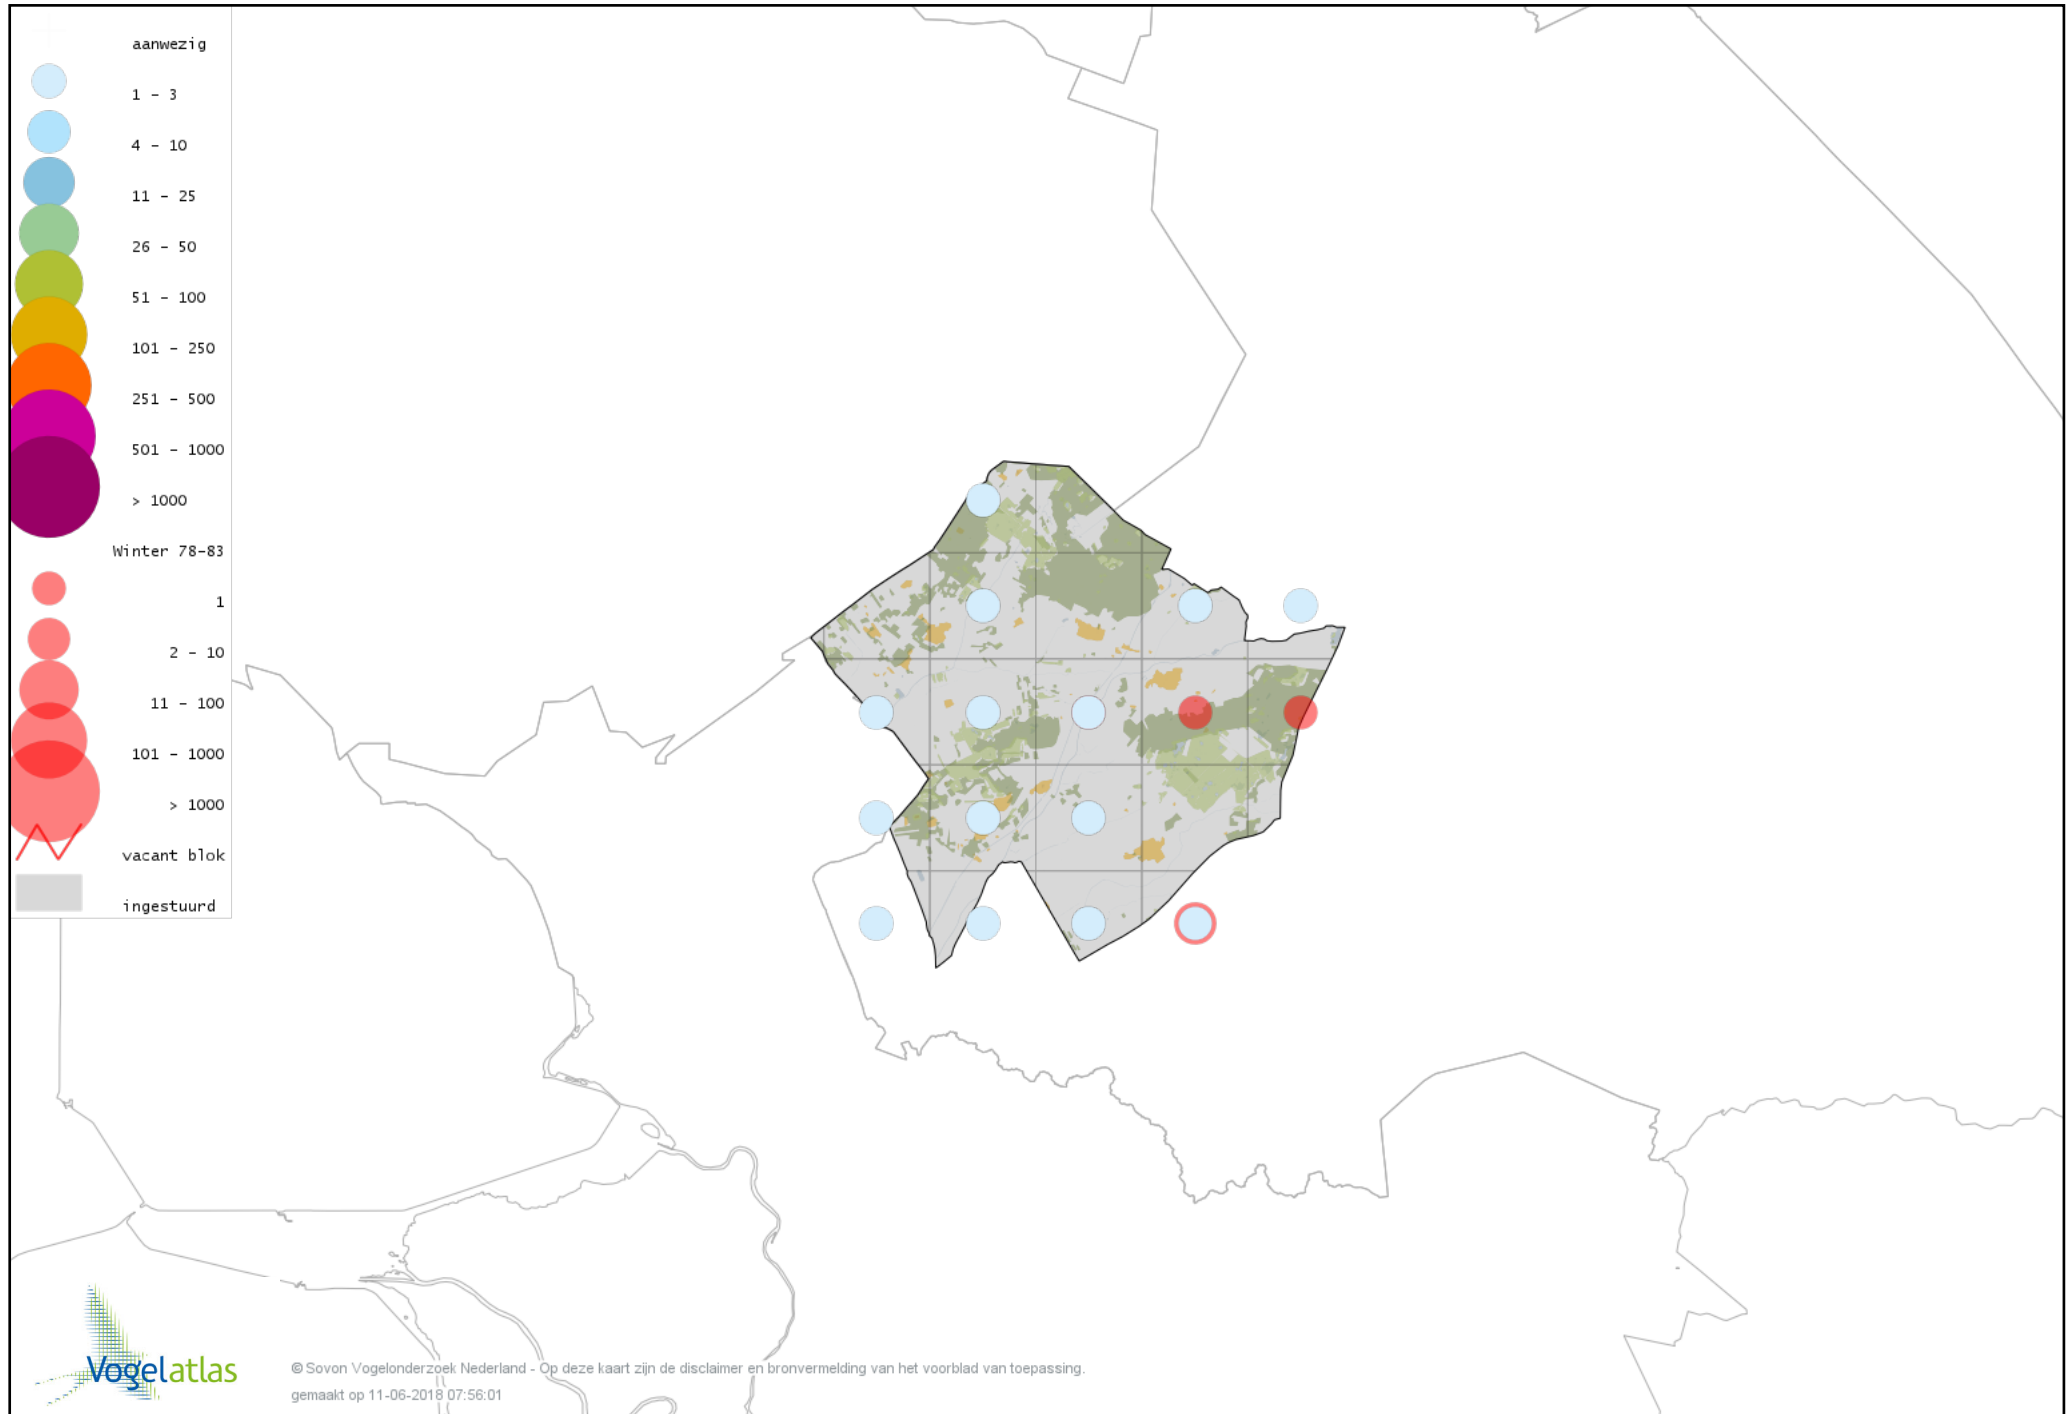 aanwezig
1 – 3
4 – 10
11 – 25
26 – 50
51 – 100
101 – 250
251 – 500
501 – 1000
> 1000
Winter 78–83
1
2 – 10
11 – 100
101 – 1000
> 1000
vacant blok
ingestuurd
Vogelatlas
© Sovon Vogelonderzoek Nederland - Op deze kaart zijn de disclaimer en bronvermelding van het voorblad van toepassing.
gemaakt op 11-06-2018 07:56:01